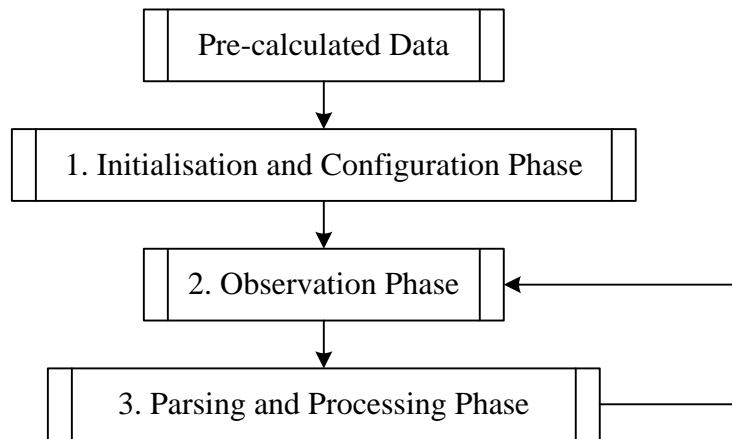 Pre-calculated Data
1. Initialisation and Configuration Phase
2. Observation Phase
3. Parsing and Processing Phase